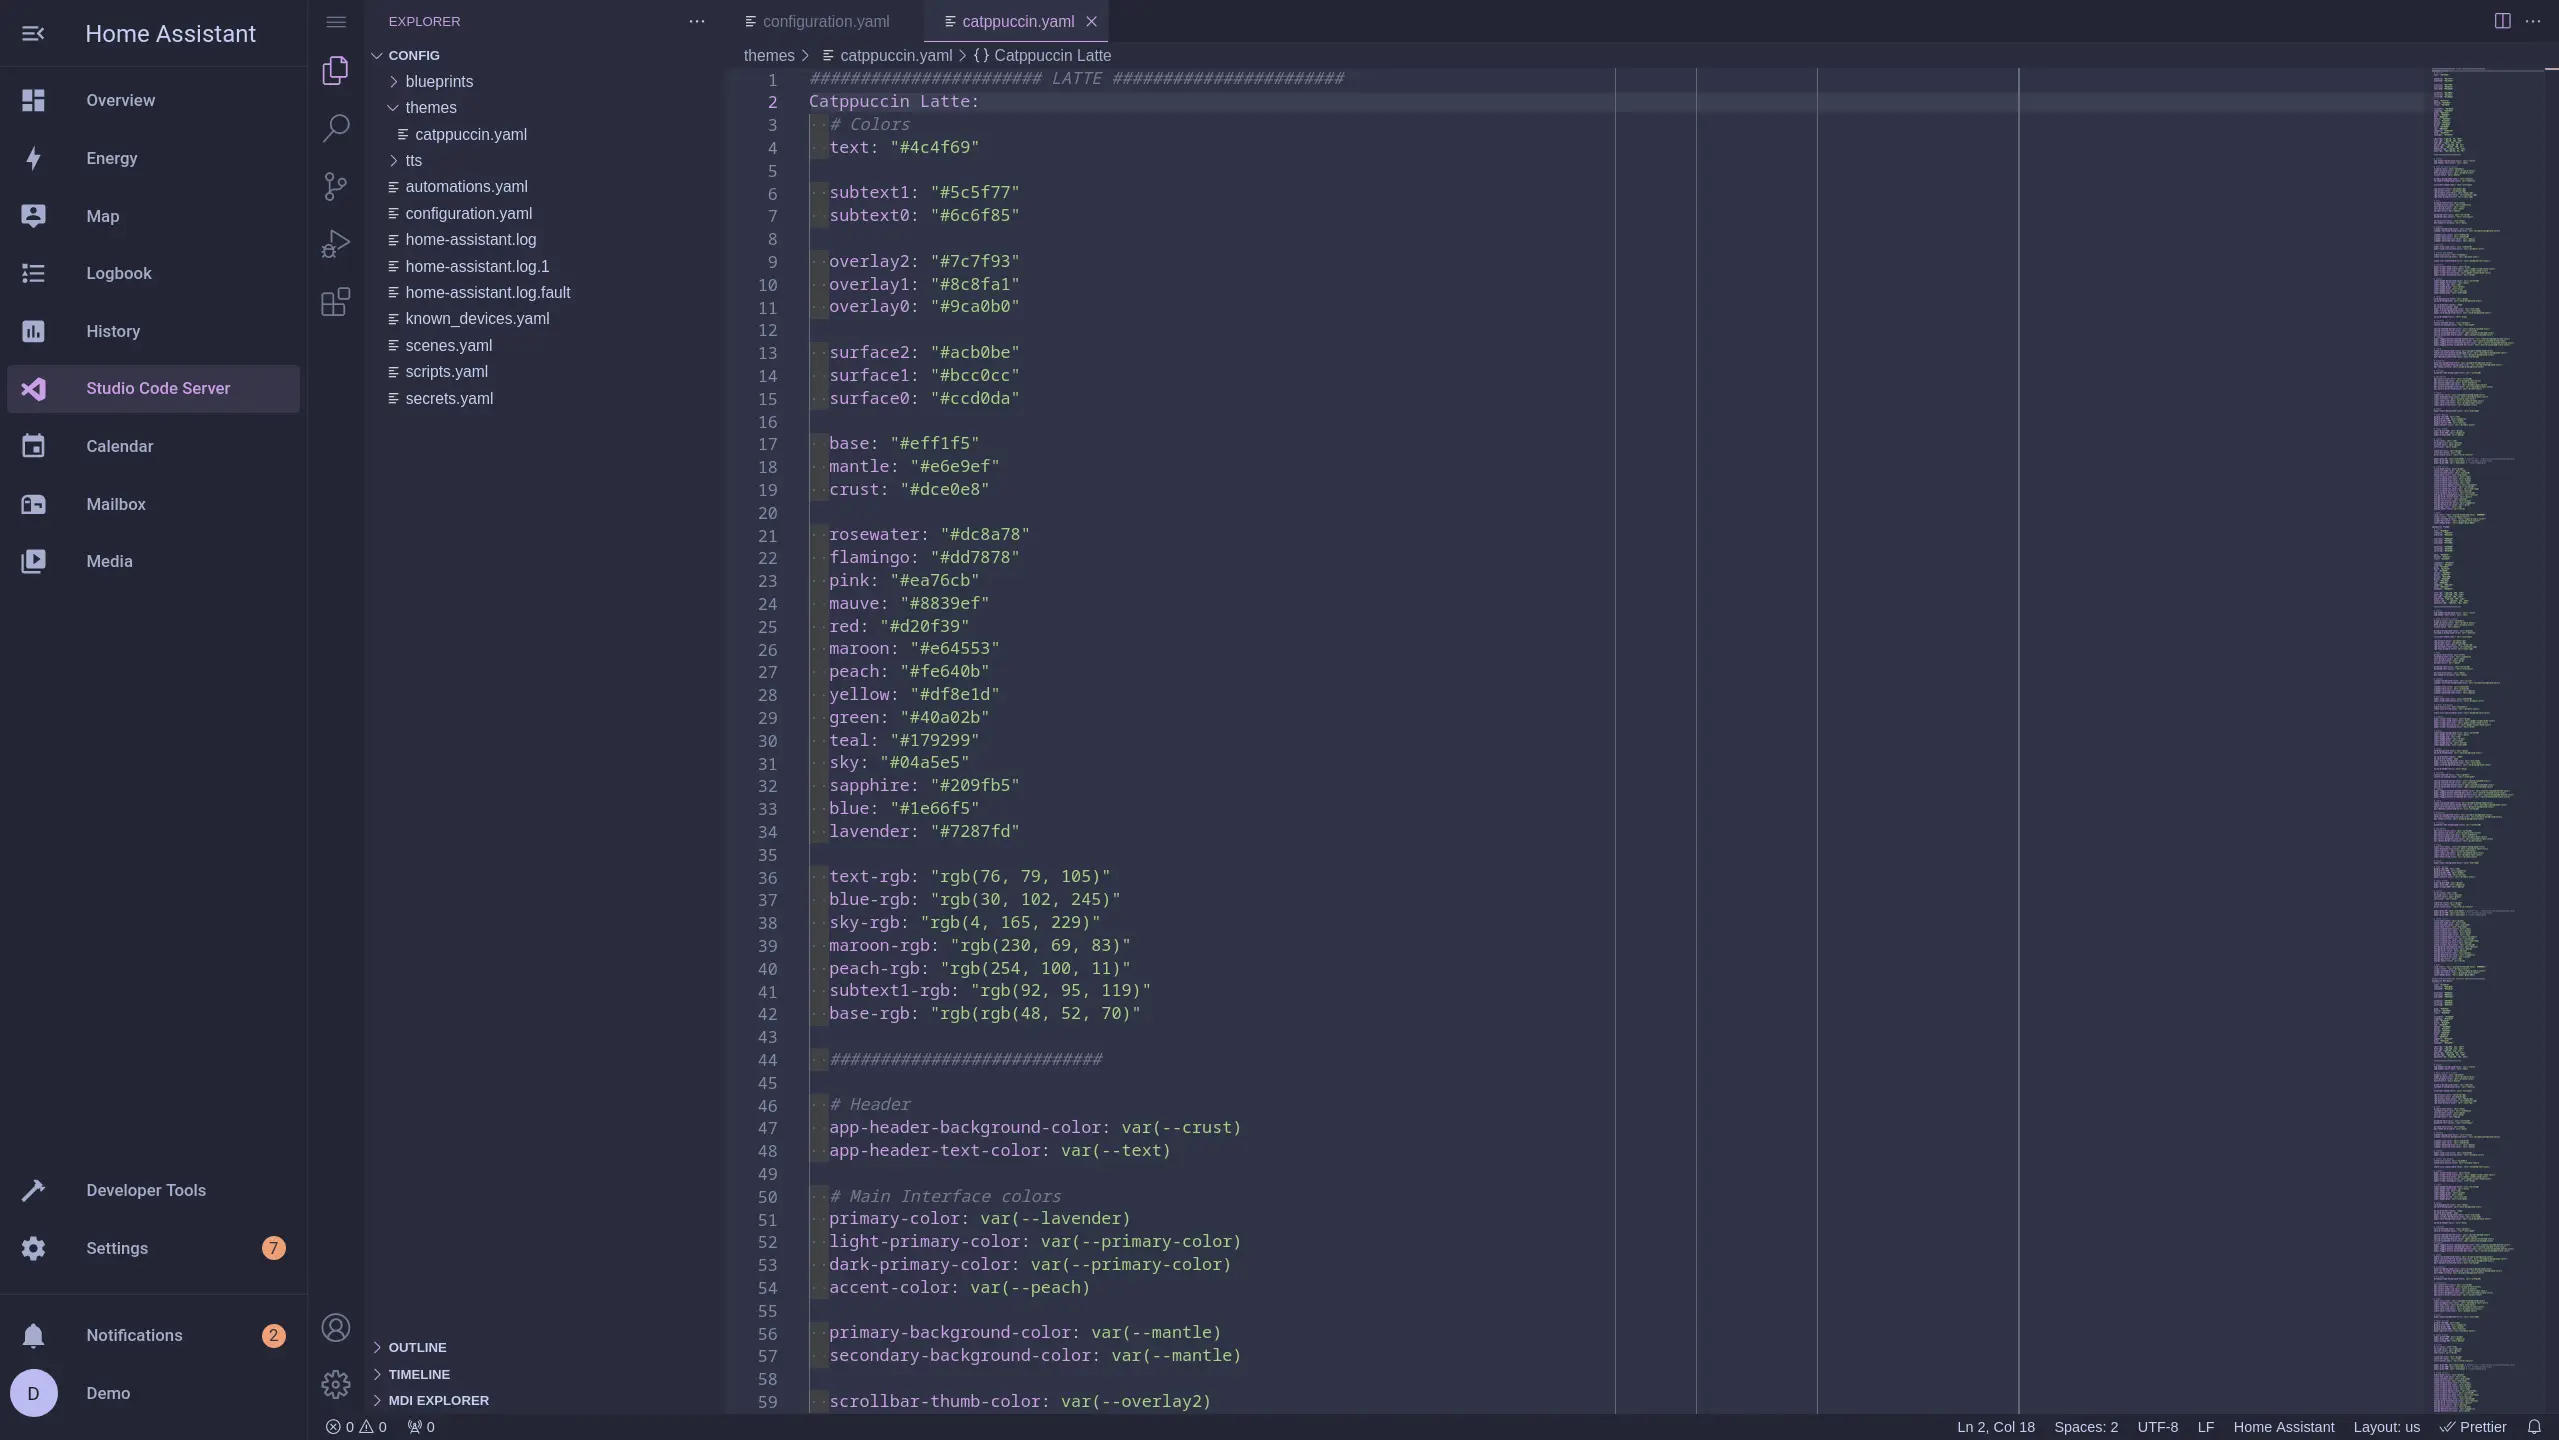 Home Assistant
Overview
Energy
Map
Logbook
History
Studio Code Server
Calendar
Mailbox
Media
Developer Tools
Settings 7
Notifications 2
D Demo
EXPLORER
CONFIG
blueprints
themes
catppuccin.yaml
tts
automations.yaml
configuration.yaml
home-assistant.log
home-assistant.log.1
home-assistant.log.fault
known_devices.yaml
scenes.yaml
scripts.yaml
secrets.yaml
OUTLINE
TIMELINE
MDI EXPLORER
configuration.yaml catppuccin.yaml
themes > catppuccin.yaml > {} Catppuccin Latte
1 ####################### LATTE #######################
2 Catppuccin Latte:
3 # Colors
4 text: "#4c4f69"
5
6 subtext1: "#5c5f77"
7 subtext0: "#6c6f85"
8
9 overlay2: "#7c7f93"
10 overlay1: "#8c8fa1"
11 overlay0: "#9ca0b0"
12
13 surface2: "#acb0be"
14 surface1: "#bcc0cc"
15 surface0: "#ccd0da"
16
17 base: "#eff1f5"
18 mantle: "#e6e9ef"
19 crust: "#dce0e8"
20
21 rosewater: "#dc8a78"
22 flamingo: "#dd7878"
23 pink: "#ea76cb"
24 mauve: "#8839ef"
25 red: "#d20f39"
26 maroon: "#e64553"
27 peach: "#fe640b"
28 yellow: "#df8e1d"
29 green: "#40a02b"
30 teal: "#179299"
31 sky: "#04a5e5"
32 sapphire: "#209fb5"
33 blue: "#1e66f5"
34 lavender: "#7287fd"
35
36 text-rgb: "rgb(76, 79, 105)"
37 blue-rgb: "rgb(30, 102, 245)"
38 sky-rgb: "rgb(4, 165, 229)"
39 maroon-rgb: "rgb(230, 69, 83)"
40 peach-rgb: "rgb(254, 100, 11)"
41 subtext1-rgb: "rgb(92, 95, 119)"
42 base-rgb: "rgb(rgb(48, 52, 70)"
43
44 ###########################
45
46 # Header
47 app-header-background-color: var(--crust)
48 app-header-text-color: var(--text)
49
50 # Main Interface colors
51 primary-color: var(--lavender)
52 light-primary-color: var(--primary-color)
53 dark-primary-color: var(--primary-color)
54 accent-color: var(--peach)
55
56 primary-background-color: var(--mantle)
57 secondary-background-color: var(--mantle)
58
59 scrollbar-thumb-color: var(--overlay2)
0 0 0 Ln 2, Col 18 Spaces: 2 UTF-8 LF Home Assistant Layout: us Prettier